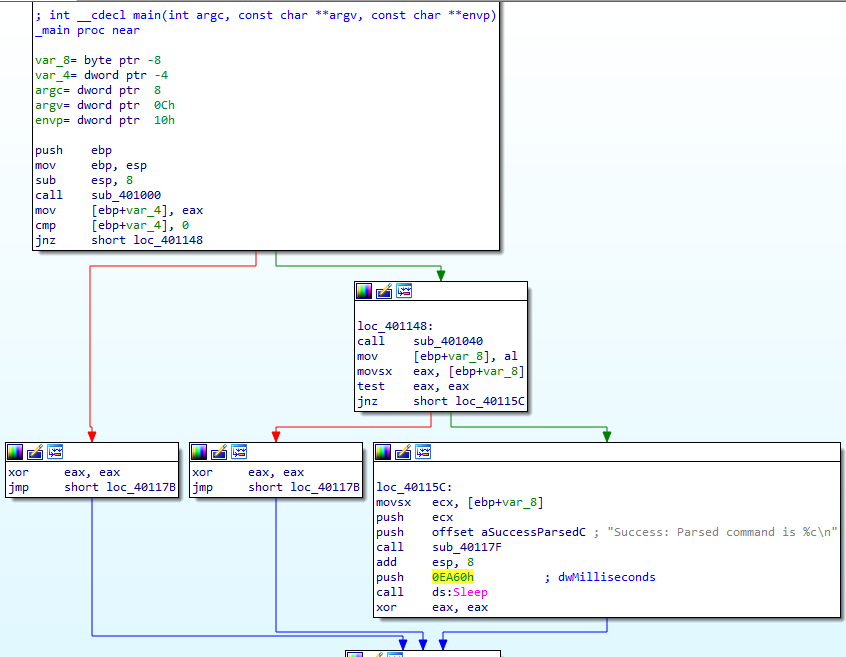 ; int __cdecl main(int argc, const char **argv, const char **envp)
_main proc near
var_8= byte ptr -8
var_4= dword ptr -4
argc= dword ptr  8
argv= dword ptr  0Ch
envp= dword ptr  10h
push    ebp
mov     ebp, esp
sub     esp, 8
call    sub_401000
mov     [ebp+var_4], eax
cmp     [ebp+var_4], 0
jnz     short loc_401148
loc_401148:
call    sub_401040
mov     [ebp+var_8], al
movsx   eax, [ebp+var_8]
test    eax, eax
jnz     short loc_40115C
xor     eax, eax
jmp     short loc_40117B
xor     eax, eax
jmp     short loc_40117B
loc_40115C:
movsx   ecx, [ebp+var_8]
push    ecx
push    offset aSuccessParsedC ; "Success: Parsed command is %c\n"
call    sub_40117F
add     esp, 8
push    0EA60h          ; dwMilliseconds
call    ds:Sleep
xor     eax, eax